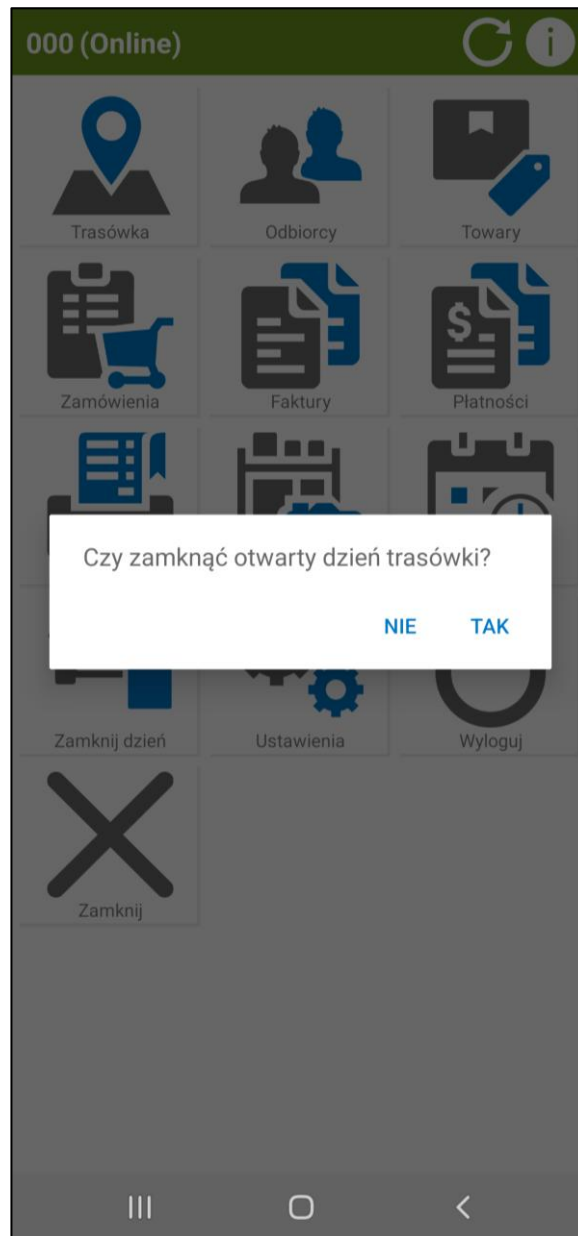 000 (Online)
Trasówka
Odbiorcy
Towary
Zamówienia
Faktury
Płatności
Czy zamknąć otwarty dzień trasówki?
NIE
TAK
Zamknij dzień
Ustawienia
Wyloguj
Zamknij